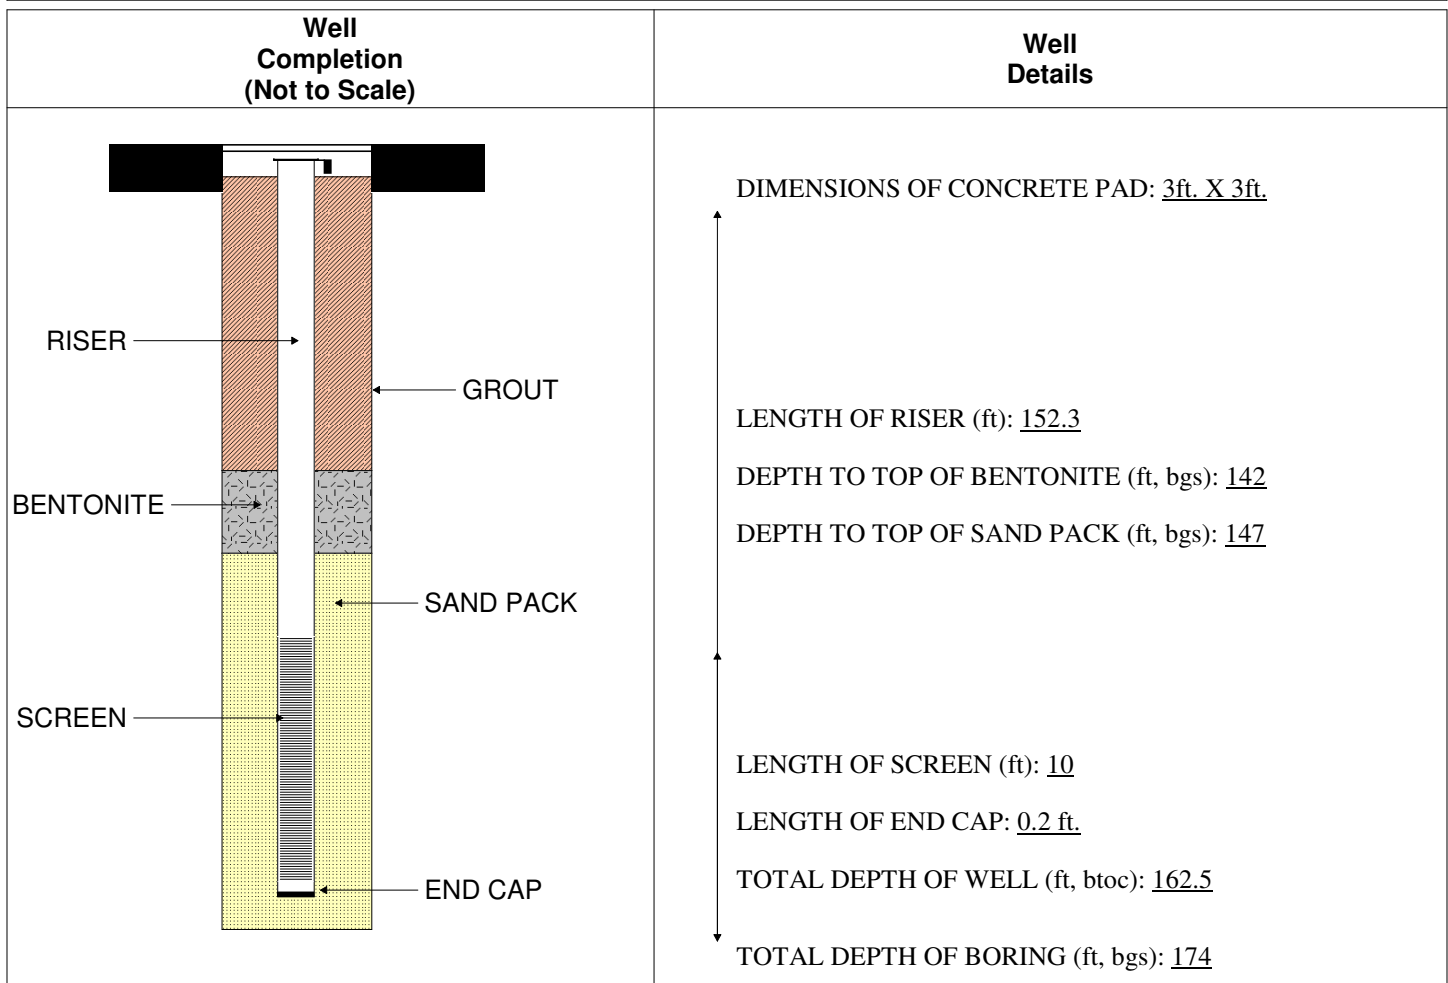 Well
Completion
(Not to Scale)
Well
Details
DIMENSIONS OF CONCRETE PAD: 3ft. X 3ft.
RISER
GROUT
LENGTH OF RISER (ft): 152.3
DEPTH TO TOP OF BENTONITE (ft, bgs): 142
BENTONITE
DEPTH TO TOP OF SAND PACK (ft, bgs): 147
SAND PACK
SCREEN
LENGTH OF SCREEN (ft): 10
LENGTH OF END CAP: 0.2 ft.
END CAP
TOTAL DEPTH OF WELL (ft, btoc): 162.5
TOTAL DEPTH OF BORING (ft, bgs): 174